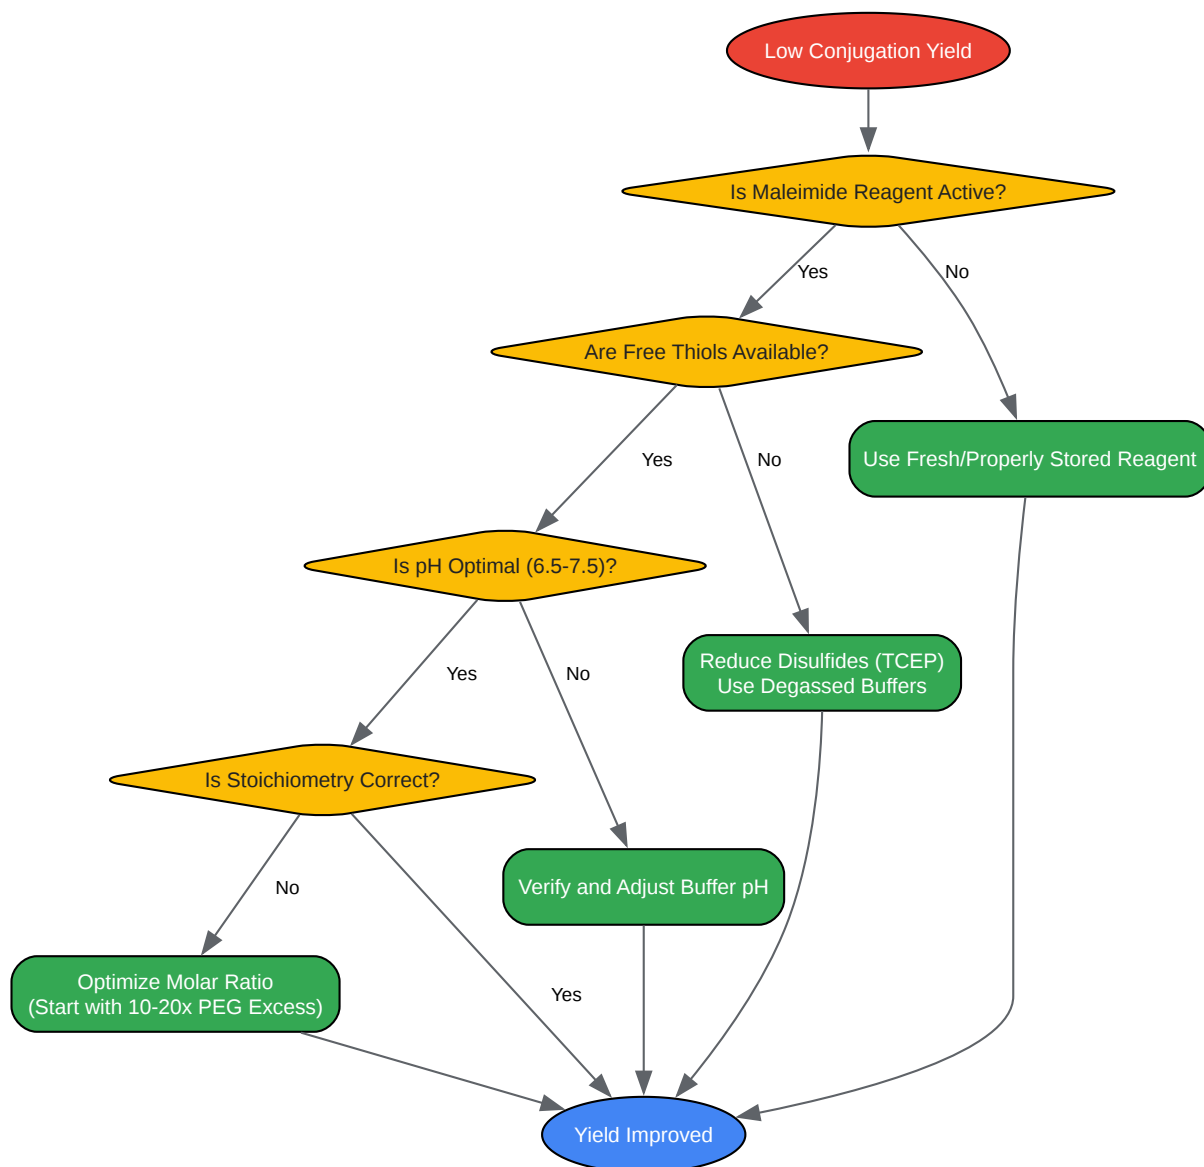 Low Conjugation Yield
Is Maleimide Reagent Active?
Yes
No
Are Free Thiols Available?
Use Fresh/Properly Stored Reagent
Yes
No
Is pH Optimal (6.5-7.5)?
Reduce Disulfides (TCEP)
Use Degassed Buffers
Yes
No
Is Stoichiometry Correct?
Verify and Adjust Buffer pH
No
Optimize Molar Ratio
(Start with 10-20x PEG Excess)
Yes
Yield Improved